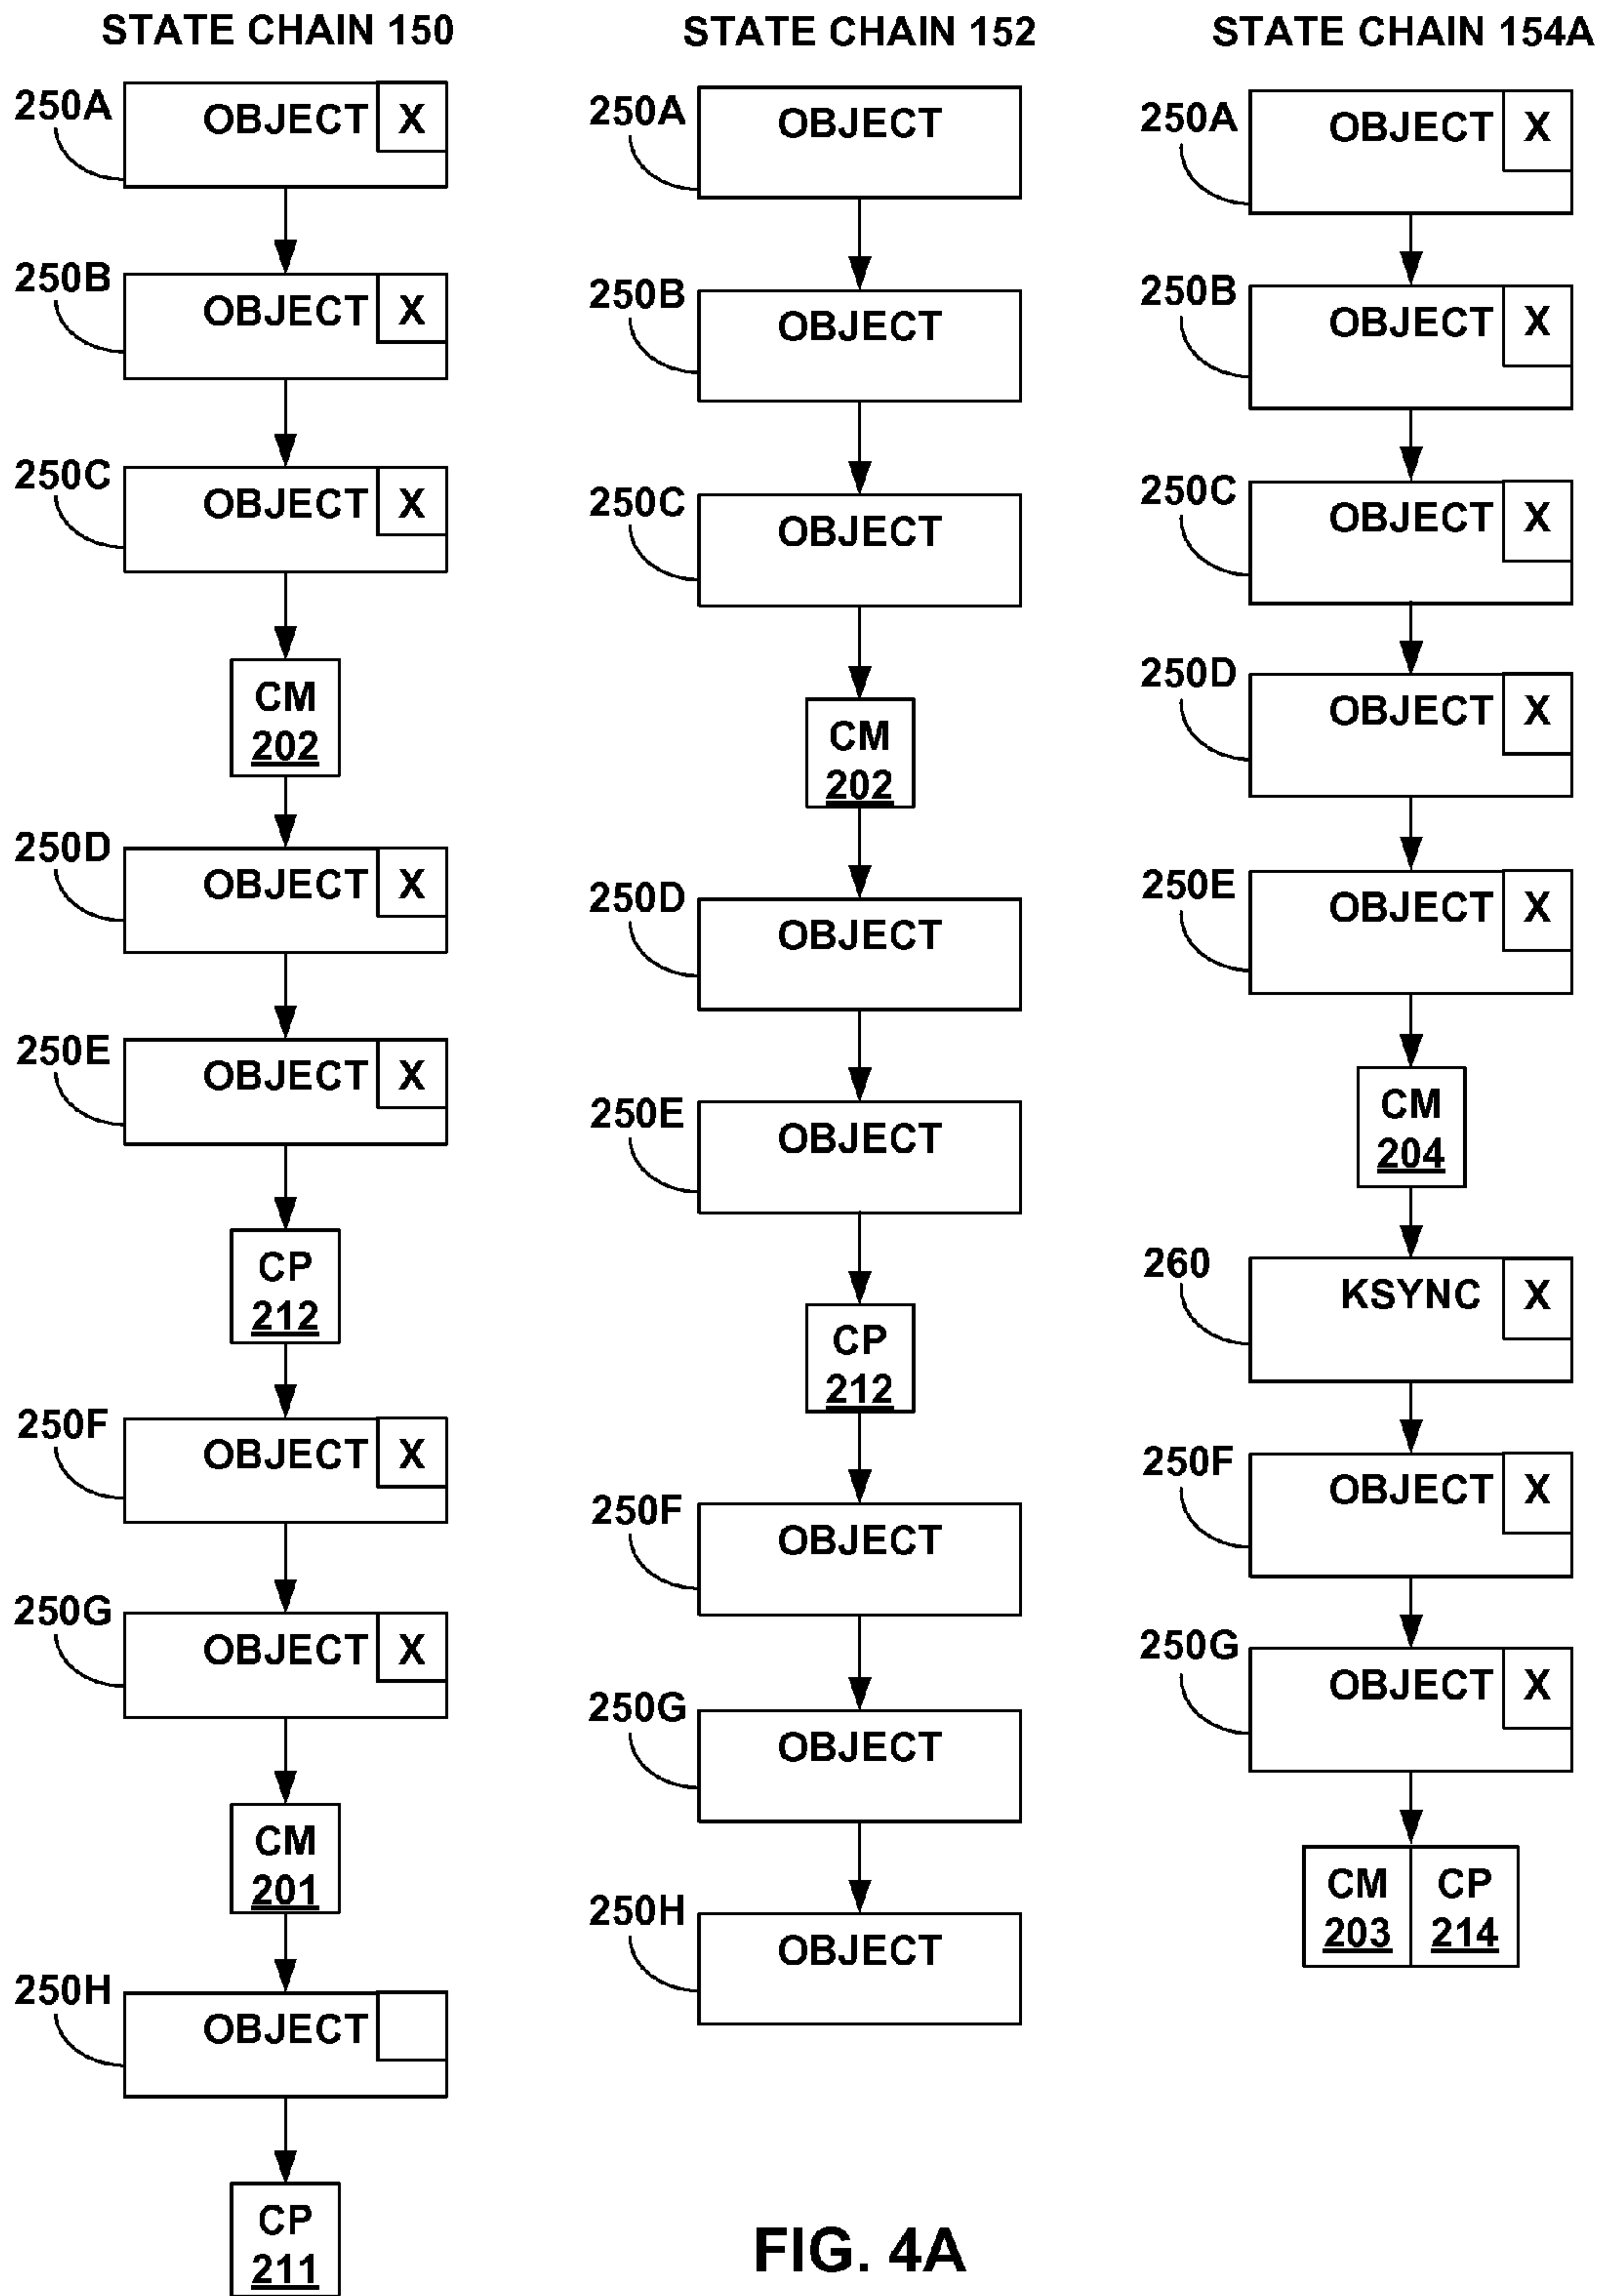 STATE CHAIN 150
250A
OBJECT X
250B
OBJECT X
250C
OBJECT X
CM
202
250D
OBJECT X
250E
OBJECT X
CP
212
250F
OBJECT X
250G
OBJECT X
CM
201
250H
OBJECT
CP
211
STATE CHAIN 152
250A
OBJECT
250B
OBJECT
250C
OBJECT
CM
202
250D
OBJECT
250E
OBJECT
CP
212
250F
OBJECT
250G
OBJECT
250H
OBJECT
STATE CHAIN 154A
250A
OBJECT X
250B
OBJECT X
250C
OBJECT X
250D
OBJECT X
250E
OBJECT X
CM
204
260
KSYNC X
250F
OBJECT X
250G
OBJECT X
CM
203
CP
214
FIG. 4A